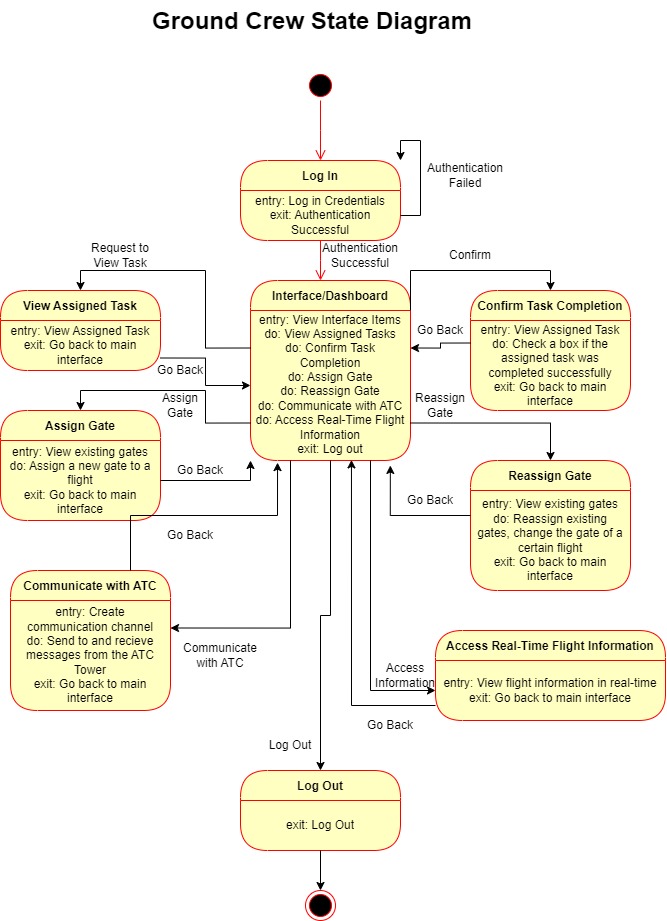 Ground Crew State Diagram
Log In
entry: Log in Credentials
exit: Authentication
Successful
Authentication
Failed
Authentication
Successful
Request to
View Task
Confirm
View Assigned Task
entry: View Assigned Task
exit: Go back to main
interface
Interface/Dashboard
entry: View Interface Items
do: View Assigned Tasks
do: Confirm Task
Completion
do: Assign Gate
do: Reassign Gate
do: Communicate with ATC
do: Access Real-Time Flight
Information
exit: Log out
Confirm Task Completion
entry: View Assigned Task
do: Check a box if the
assigned task was
completed successfully
exit: Go back to main
interface
Go Back
Go Back
Assign
Gate
Reassign
Gate
Assign Gate
entry: View existing gates
do: Assign a new gate to a
flight
exit: Go back to main
interface
Go Back
Reassign Gate
entry: View existing gates
do: Reassign existing
gates, change the gate of a
certain flight
exit: Go back to main
interface
Go Back
Go Back
Communicate with ATC
entry: Create
communication channel
do: Send to and recieve
messages from the ATC
Tower
exit: Go back to main
interface
Communicate
with ATC
Access Real-Time Flight Information
entry: View flight information in real-time
exit: Go back to main interface
Access
Information
Go Back
Log Out
Log Out
exit: Log Out